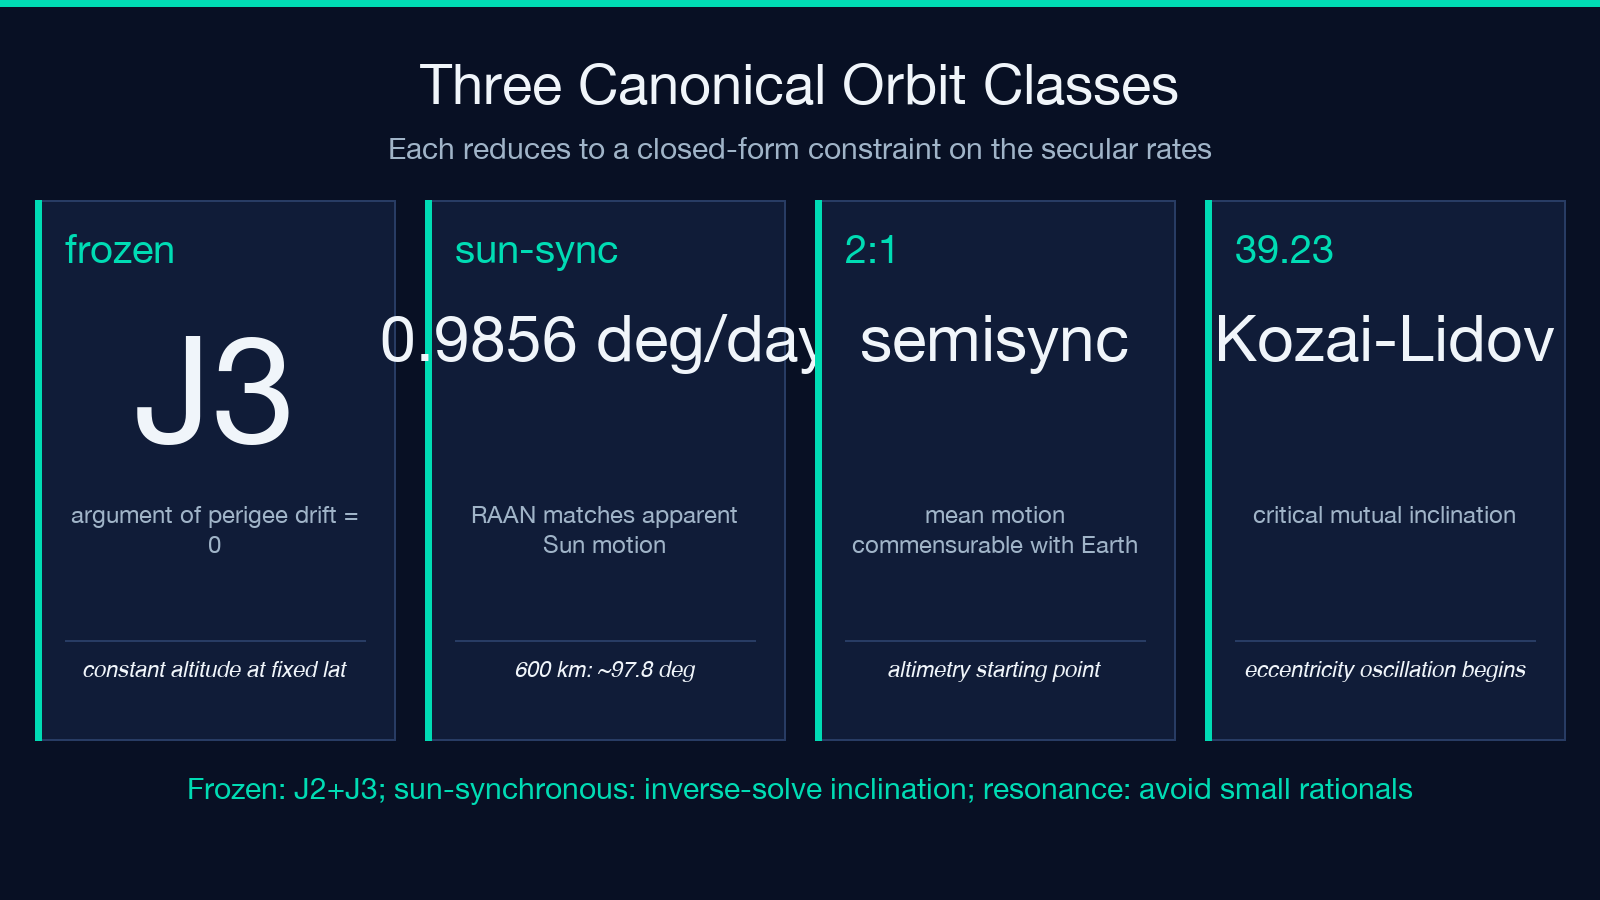 Three Canonical Orbit Classes
Each reduces to a closed-form constraint on the secular rates
frozen
J3
argument of perigee drift =
0
constant altitude at fixed lat
sun-sync
0.9856 deg/day
RAAN matches apparent
Sun motion
600 km: ~97.8 deg
2:1
semisync
mean motion
commensurable with Earth
altimetry starting point
39.23
Kozai-Lidov
critical mutual inclination
eccentricity oscillation begins
Frozen: J2+J3; sun-synchronous: inverse-solve inclination; resonance: avoid small rationals